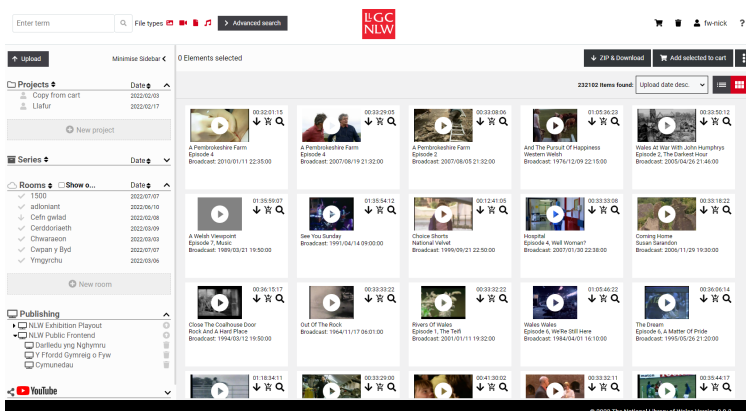 Enter term
File types
Advanced search
LlGC
NLW
fw-nick
?
Upload
Minimise Sidebar
0 Elements selected
ZIP & Download
Add selected to cart
Projects
Date
Copy from cart
2022/02/03
Llafur
2022/02/17
New project
Series
Date
Rooms
Show o...
Date
1500
2022/07/07
adloniant
2022/06/10
Cefn gwlad
2022/02/08
Cerddoriaeth
2022/03/09
Chwaraeon
2022/03/03
Cwpan y Byd
2022/07/07
Ymgyrchu
2022/03/06
New room
Publishing
NLW Exhibition Playout
NLW Public Frontend
Darlledu yng Nghymru
Y Ffordd Gymreig o Fyw
Cymunedau
YouTube
232102 Items found:
Upload date desc.
00:32:01:15
A Pembrokeshire Farm
Episode 4
Broadcast: 2010/01/11 22:35:00
00:33:29:05
A Pembrokeshire Farm
Episode 4
Broadcast: 2007/08/19 21:32:00
00:33:08:06
A Pembrokeshire Farm
Episode 2
Broadcast: 2007/08/05 21:32:00
01:05:36:23
And The Pursuit Of Happiness
Western Welsh
Broadcast: 1976/12/09 22:15:00
00:33:50:12
Wales At War With John Humphrys
Episode 2, The Darkest Hour
Broadcast: 2005/04/26 21:46:00
01:35:59:07
A Welsh Viewpoint
Episode 7, Music
Broadcast: 1989/03/21 19:50:00
01:35:54:12
See You Sunday
Broadcast: 1991/04/14 09:00:00
00:12:41:05
Choice Shorts
National Velvet
Broadcast: 1999/09/21 22:50:00
00:33:33:08
Hospital
Episode 4, Well Woman?
Broadcast: 2007/01/30 22:38:00
00:33:18:22
Coming Home
Susan Sarandon
Broadcast: 2006/11/29 19:30:00
00:36:15:17
Close The Coalhouse Door
Rock And A Hard Place
Broadcast: 1994/03/12 19:50:00
00:33:33:22
Out Of The Rock
Broadcast: 1964/11/17 06:01:00
00:33:32:22
Rivers Of Wales
Episode 1, The Teifi
Broadcast: 2001/01/11 19:32:00
01:05:46:22
Wales Wales
Episode 6, We'Re Still Here
Broadcast: 1984/04/01 16:10:00
00:36:06:14
The Dream
Episode 6, A Matter Of Pride
Broadcast: 1995/05/26 21:20:00
01:18:34:11
00:33:29:00
00:41:30:02
00:33:32:11
00:35:44:17